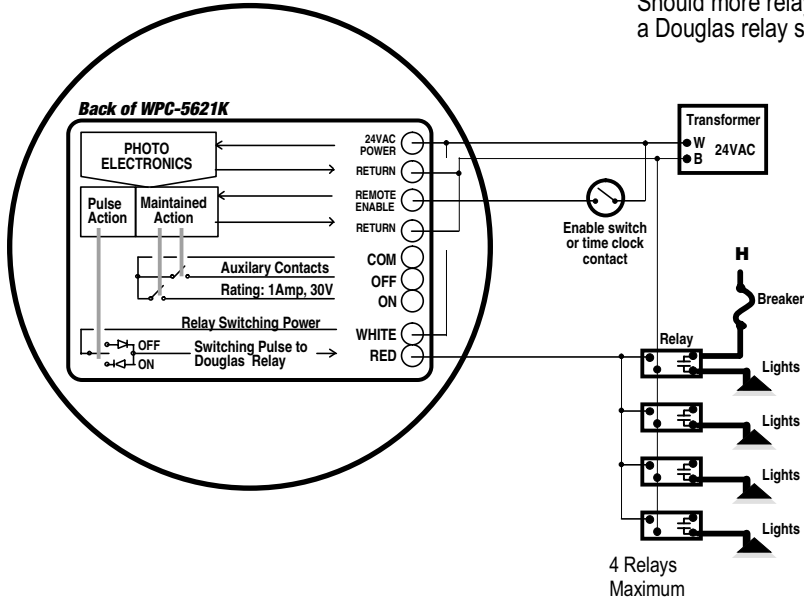 Should more relay
a Douglas relay s
Back of WPC-5621K
PHOTO
ELECTRONICS
Pulse
Action
Maintained
Action
24VAC
POWER
RETURN
REMOTE
ENABLE
RETURN
COM
Auxilary Contacts
OFF
Rating: 1Amp, 30V
ON
Relay Switching Power
WHITE
OFF
ON
Switching Pulse to
Douglas Relay
RED
Transformer
W
B
24VAC
Enable switch
or time clock
contact
H
Breaker
Relay
Lights
Lights
Lights
Lights
4 Relays
Maximum